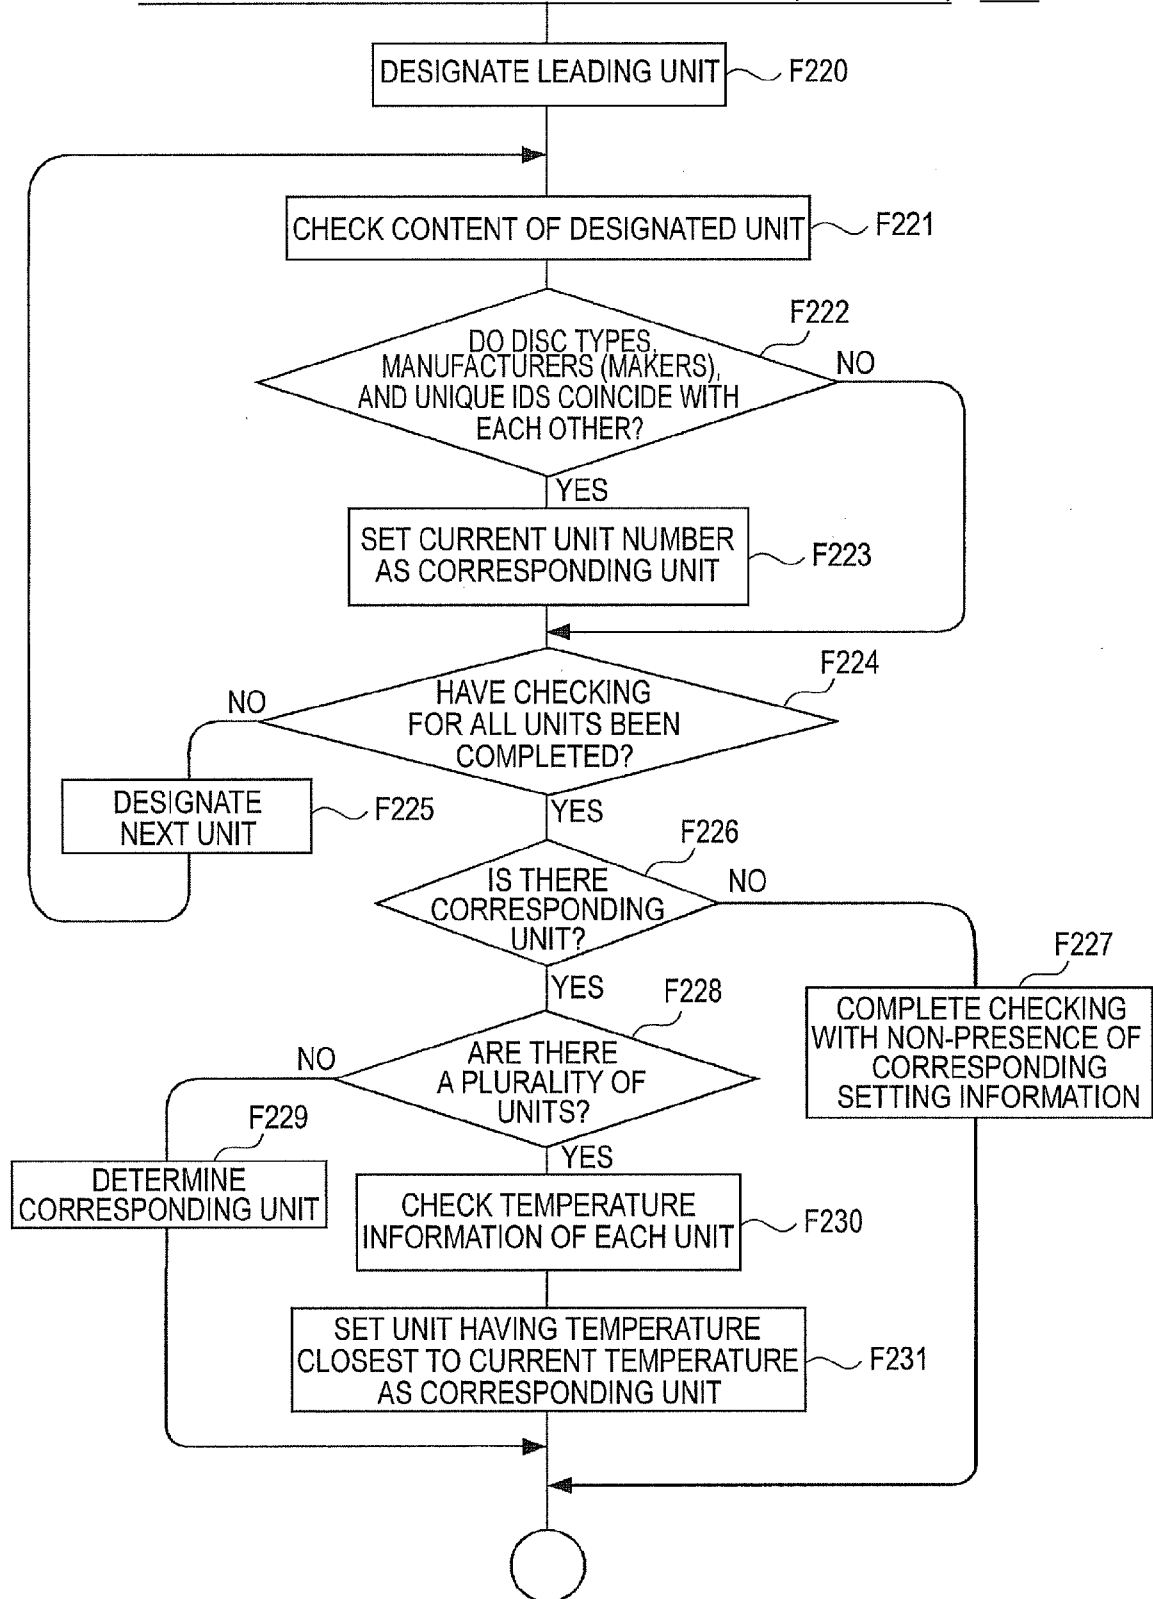 DESIGNATE LEADING UNIT
F220
CHECK CONTENT OF DESIGNATED UNIT
F221
F222
DO DISC TYPES,
MANUFACTURERS (MAKERS),
AND UNIQUE IDS COINCIDE WITH
EACH OTHER?
NO
YES
SET CURRENT UNIT NUMBER
AS CORRESPONDING UNIT
F223
F224
HAVE CHECKING
FOR ALL UNITS BEEN
COMPLETED?
NO
DESIGNATE
NEXT UNIT
F225
YES
F226
IS THERE
CORRESPONDING
UNIT?
NO
F227
COMPLETE CHECKING
WITH NON-PRESENCE OF
CORRESPONDING
SETTING INFORMATION
YES
F228
ARE THERE
A PLURALITY OF
UNITS?
NO
F229
DETERMINE
CORRESPONDING UNIT
YES
CHECK TEMPERATURE
INFORMATION OF EACH UNIT
F230
SET UNIT HAVING TEMPERATURE
CLOSEST TO CURRENT TEMPERATURE
AS CORRESPONDING UNIT
F231